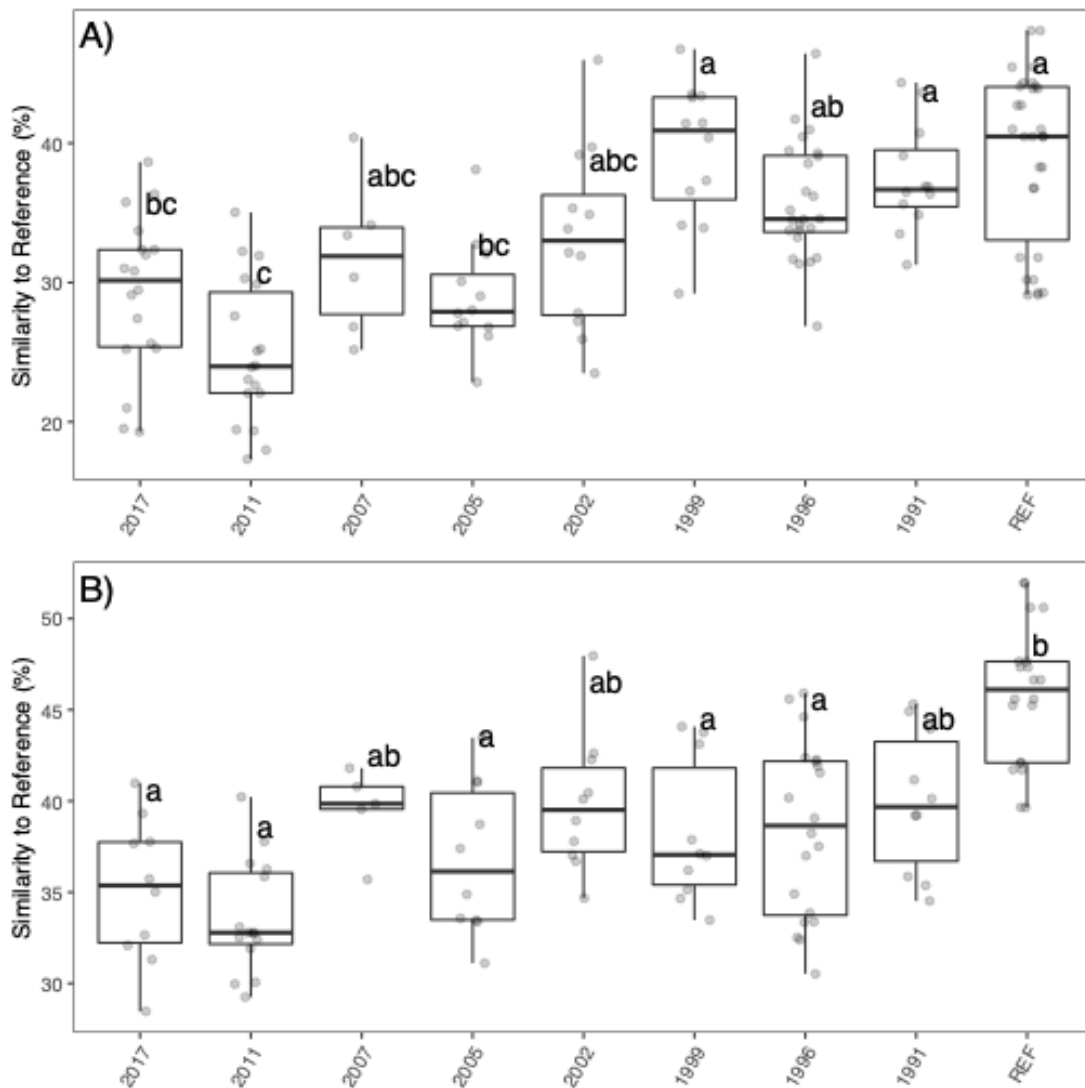 A)
Similarity to Reference (%)
40
30
20
bc
c
abc
bc
abc
a
ab
a
a
2017
2011
2007
2005
2002
1999
1996
1991
REF
B)
Similarity to Reference (%)
50
45
40
35
30
a
a
ab
a
ab
a
a
ab
b
2017
2011
2007
2005
2002
1999
1996
1991
REF